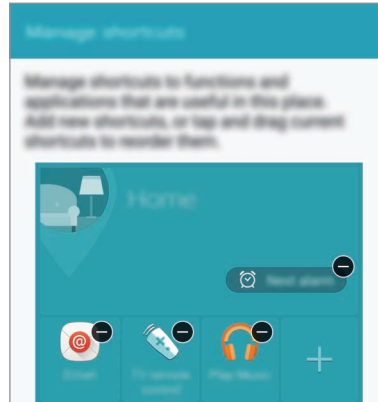 Manage shortcuts
Manage shortcuts to functions and
applications that are useful in this place.
Add new shortcuts, or tap and drag current
shortcuts to reorder them.
Home
Next alarm
@
Email
TV remote
control
Play Music